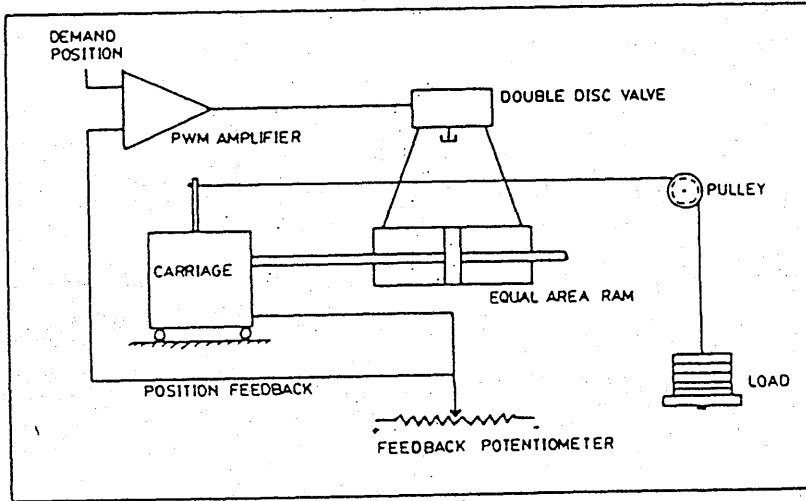 DEMAND
POSITION
DOUBLE DISC VALVE
PWM AMPLIFIER
PULLEY
CARRIAGE
EQUAL AREA RAM
POSITION FEEDBACK
LOAD
FEEDBACK POTENTIOMETER